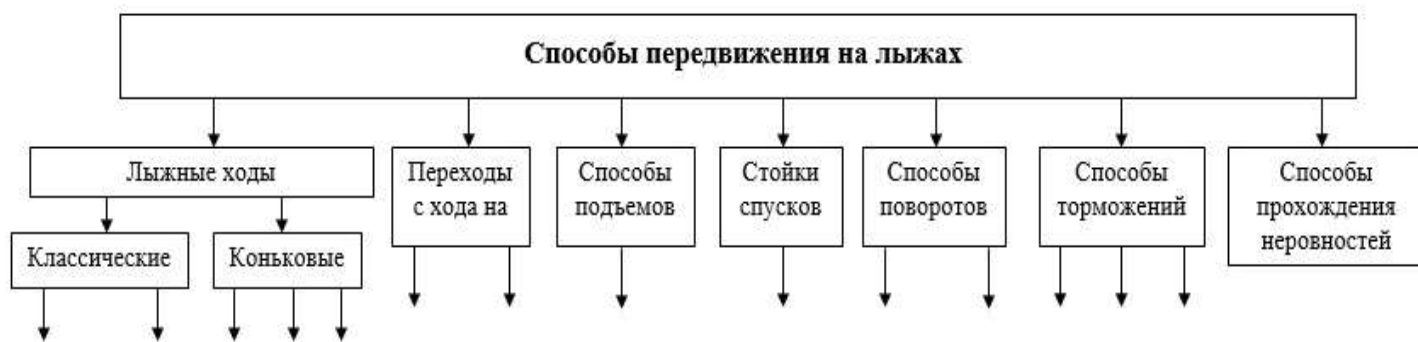 Способы передвижения на лыжах
Лыжные ходы
Классические
Коньковые
Переходы
с хода на
Способы
подъемов
Стойки
спусков
Способы
поворотов
Способы
торможений
Способы
прохождения
неровностей